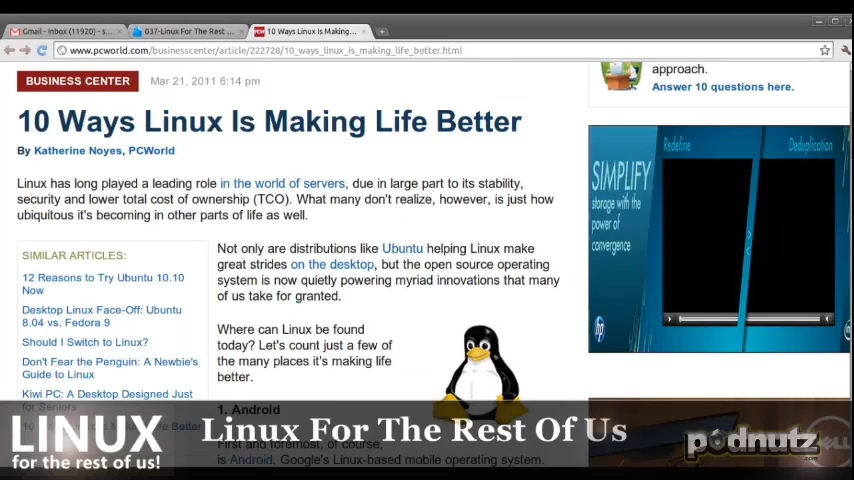 Gmail - Inbox (11920) - s...
037-Linux For The Rest ...
10 Ways Linux Is Making...
www.pcworld.com/businesscenter/article/222728/10_ways_linux_is_making_life_better.html
BUSINESS CENTER
Mar 21, 2011 6:14 pm
approach.
Answer 10 questions here.
10 Ways Linux Is Making Life Better
By Katherine Noyes, PCWorld
Linux has long played a leading role in the world of servers, due in large part to its stability,
security and lower total cost of ownership (TCO). What many don't realize, however, is just how
ubiquitous it's becoming in other parts of life as well.
SIMILAR ARTICLES:
12 Reasons to Try Ubuntu 10.10
Now
Desktop Linux Face-Off: Ubuntu
8.04 vs. Fedora 9
Should I Switch to Linux?
Don't Fear the Penguin: A Newbie's
Guide to Linux
Kiwi PC: A Desktop Designed Just
for Seniors
Not only are distributions like Ubuntu helping Linux make
great strides on the desktop, but the open source operating
system is now quietly powering myriad innovations that many
of us take for granted.
Where can Linux be found
today? Let's count just a few of
the many places it's making life
better.
1. Android
First and foremost, of course,
is Android, Google's Linux-based mobile operating system.
Redefine
Deduplication
SIMPLIFY
storage with the
power of
convergence
hp
LINUX
for the rest of us!
Linux For The Rest Of Us
podnutz
.com
DELL